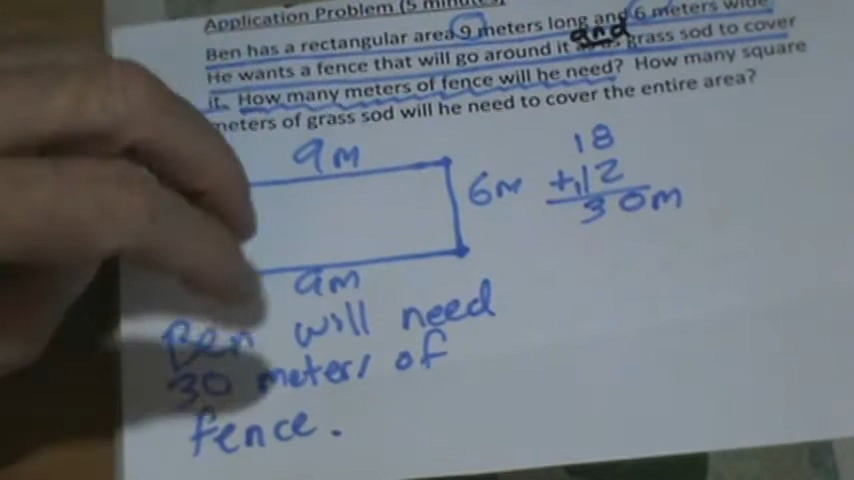 Application Problem (5 minutes)
Ben has a rectangular area 9 meters long and 6 meters wide
He wants a fence that will go around it and grass sod to cover
it. How many meters of fence will he need? How many square
meters of grass sod will he need to cover the entire area?
9m
18
6m
+12
30m
9m
Ben will need
30 meters of
fence.